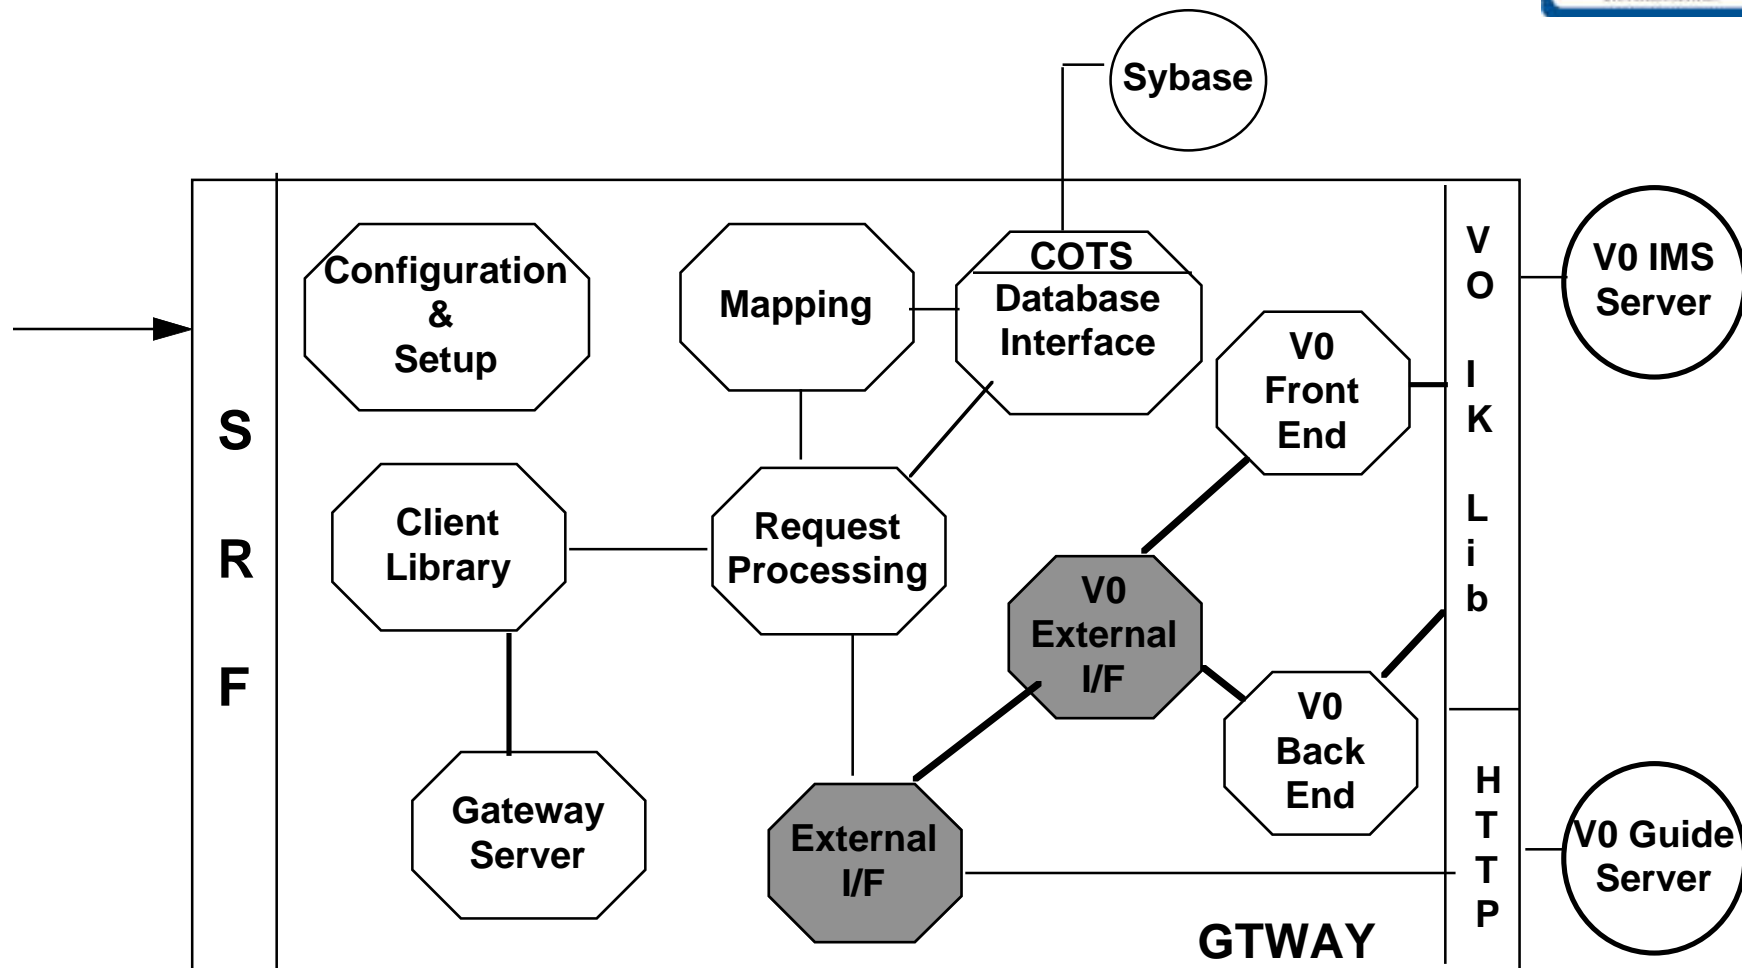 Sybase
S
R
F
Configuration
&
Setup
Mapping
COTS
Database
Interface
V0
Front
End
V
O
I
K
L
i
b
V0 IMS
Server
Client
Library
Request
Processing
V0
External
I/F
V0
Back
End
Gateway
Server
External
I/F
H
T
T
P
V0 Guide
Server
GTWAY